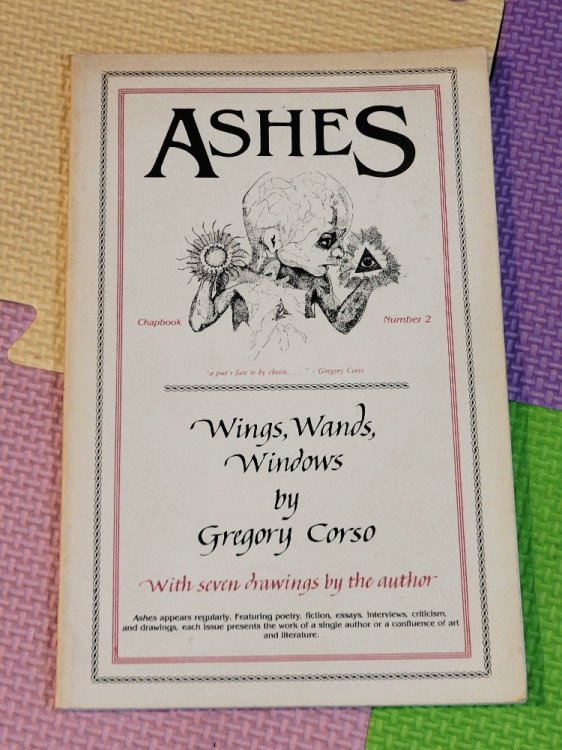 ASHES
Chapbook
Number 2
"a poet's fate is by choice. . . " - Gregory Corso
Wings, Wands,
Windows
by
Gregory Corso
With seven drawings by the author
Ashes appears regularly. Featuring poetry, fiction, essays, interviews, criticism,
and drawings, each issue presents the work of a single author or a confluence of art
and literature.